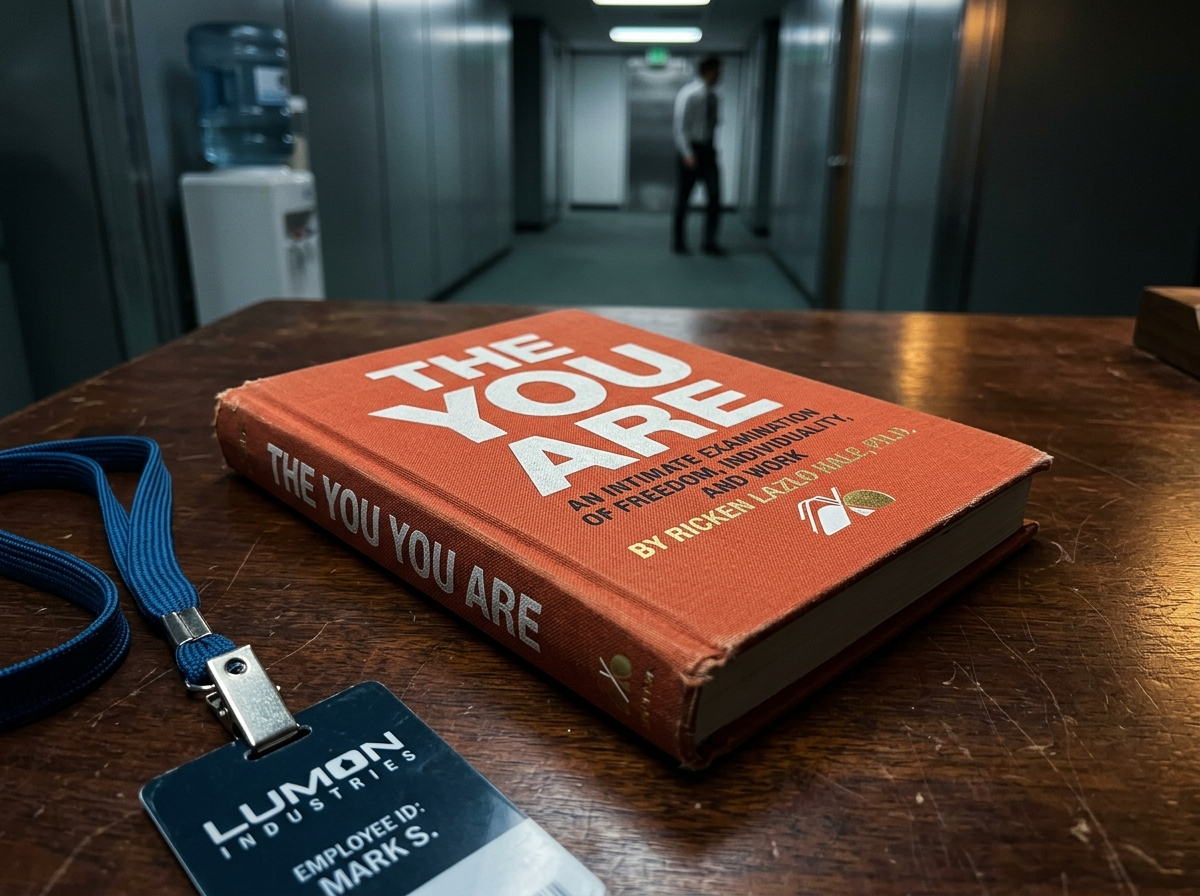 THE
YOU
ARE
AN INTIMATE EXAMINATION
OF FREEDOM, INDIVIDUALITY,
AND WORK
BY RICKEN LAZLO HALE, PH.D.
THE YOU YOU ARE
LUMON
INDUSTRIES
EMPLOYEE ID:
MARK S.